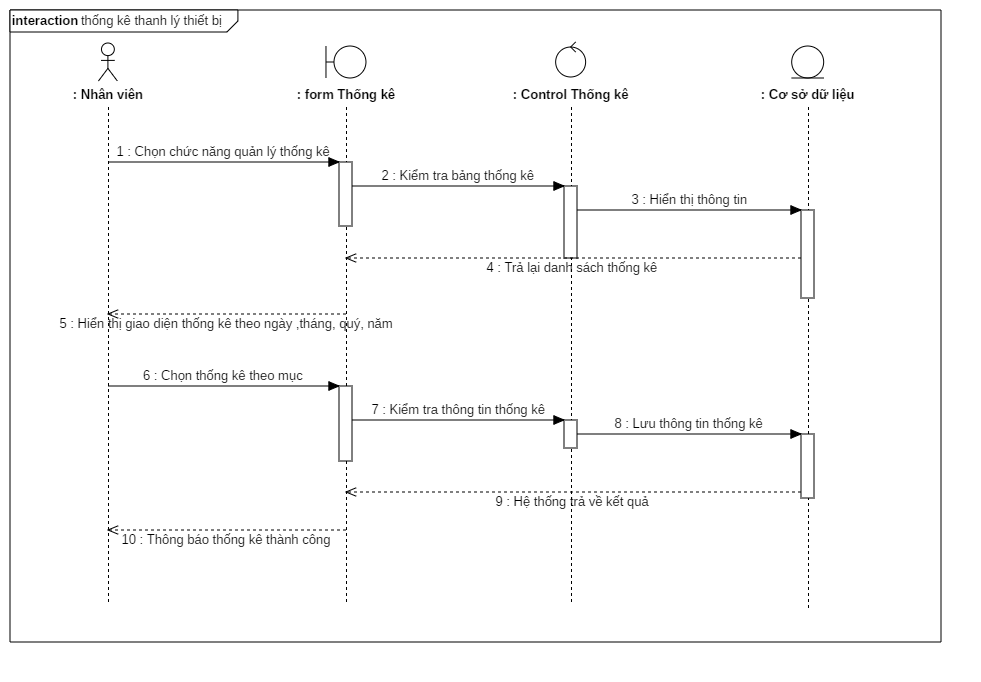 interaction thống kê thanh lý thiết bị
: Nhân viên
: form Thống kê
: Control Thống kê
: Cơ sở dữ liệu
1 : Chọn chức năng quản lý thống kê
2 : Kiểm tra bảng thống kê
3 : Hiển thị thông tin
4 : Trả lại danh sách thống kê
5 : Hiển thị giao diện thống kê theo ngày ,tháng, quý, năm
6 : Chọn thống kê theo mục
7 : Kiểm tra thông tin thống kê
8 : Lưu thông tin thống kê
9 : Hệ thống trả về kết quả
10 : Thông báo thống kê thành công